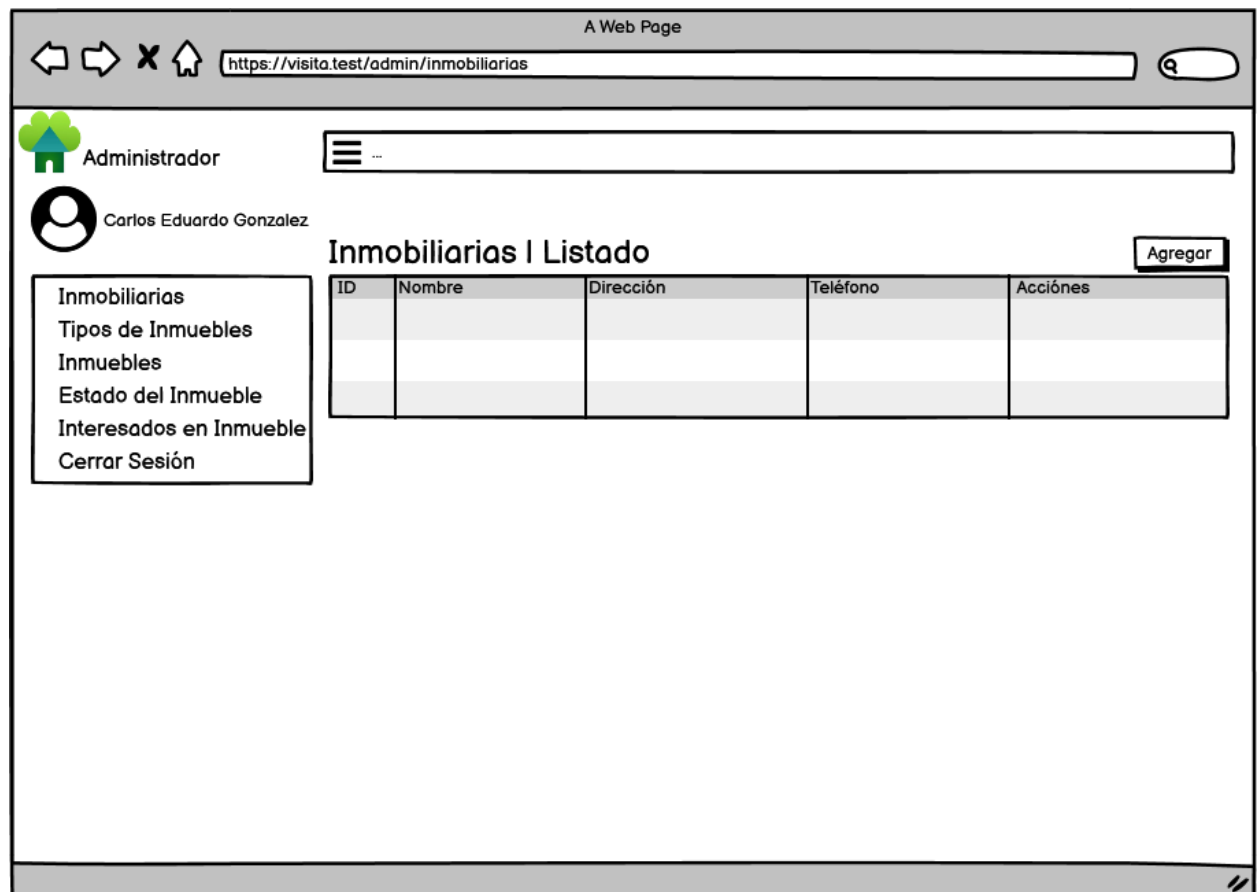 A Web Page
https://visita.test/admin/inmobiliarias
Administrador
...
Carlos Eduardo Gonzalez
Inmobiliarias | Listado
Agregar
Inmobiliarias
Tipos de Inmuebles
Inmuebles
Estado del Inmueble
Interesados en Inmueble
Cerrar Sesión
ID Nombre Dirección Teléfono Acciónes